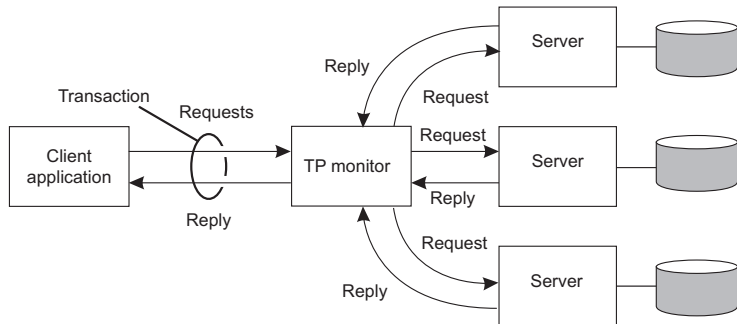 Server
Reply
Transaction
Requests
Request
Client
application
TP monitor
Request
Server
Reply
Reply
Request
Reply
Server